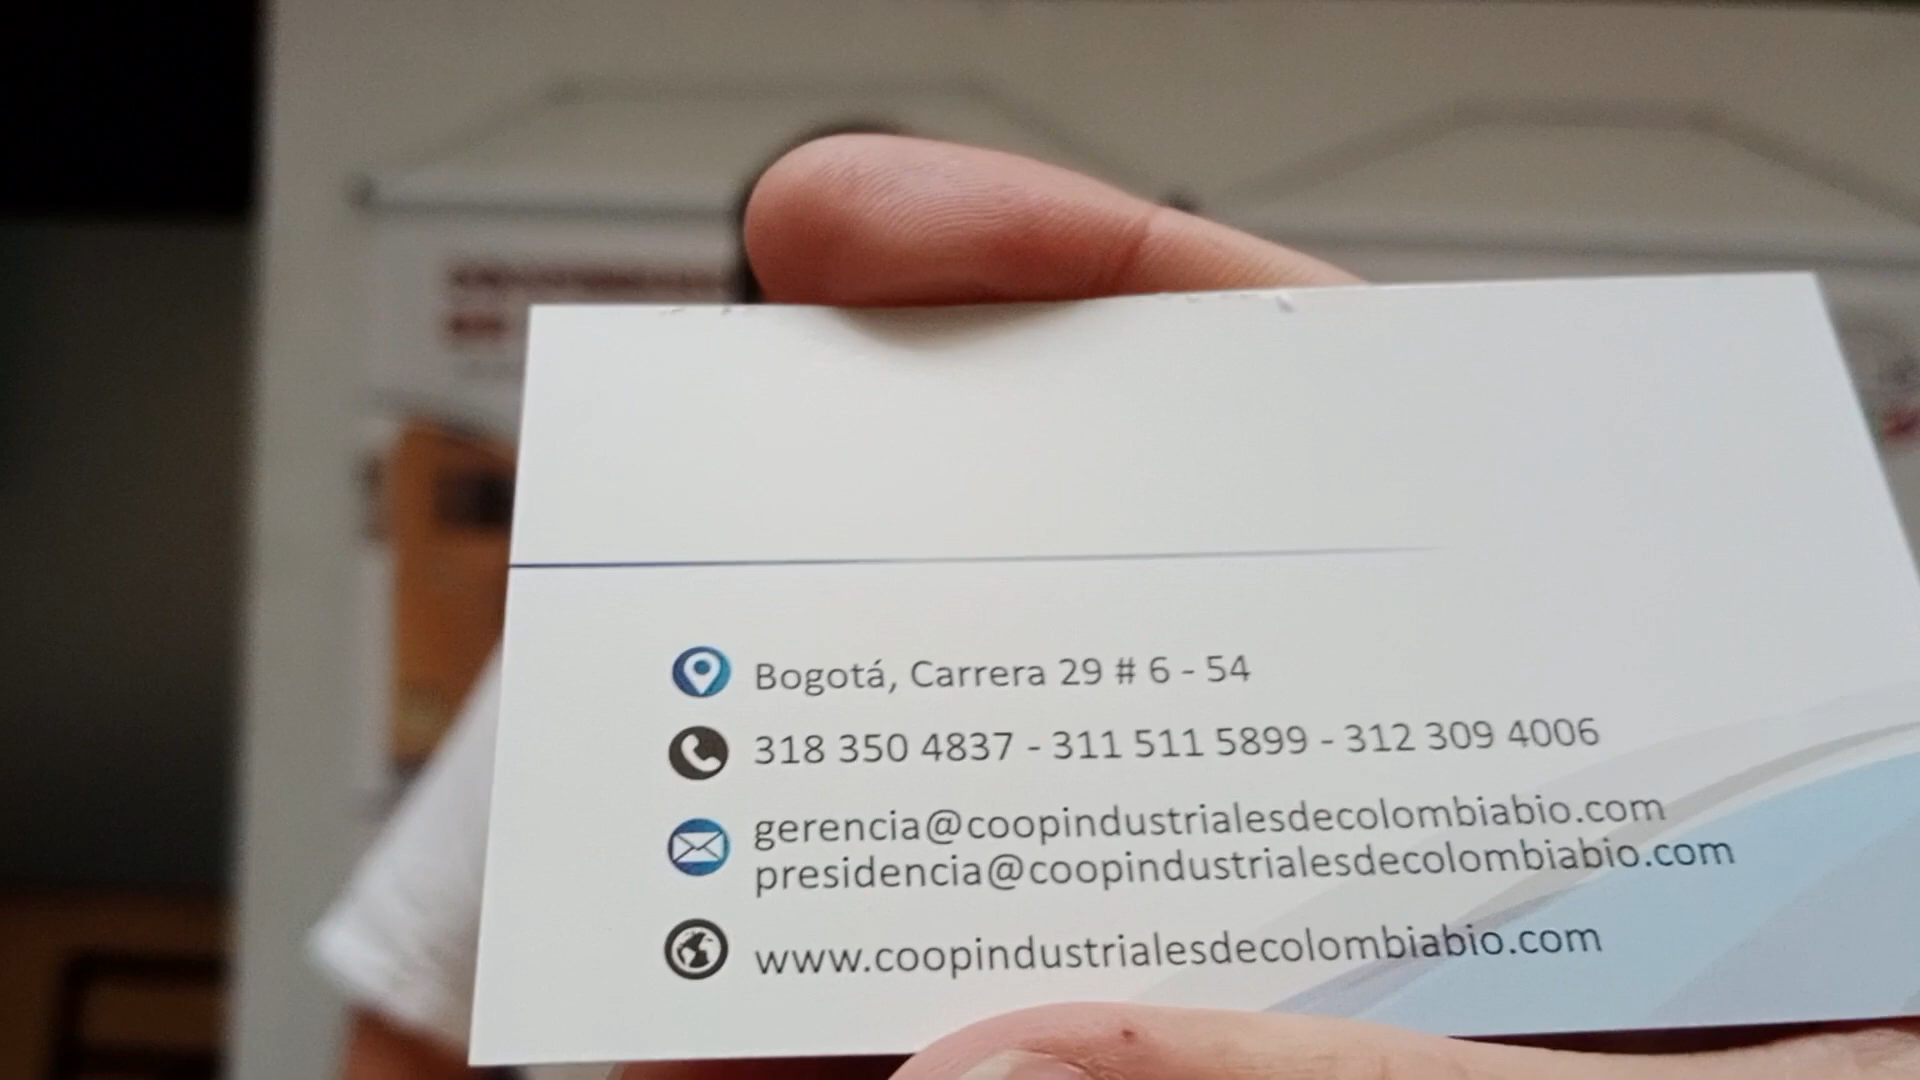 Bogotá, Carrera 29 # 6 - 54
318 350 4837 - 311 511 5899 - 312 309 4006
gerencia@coopindustrialesdecolombiabio.com
presidencia@coopindustrialesdecolombiabio.com
www.coopindustrialesdecolombiabio.com